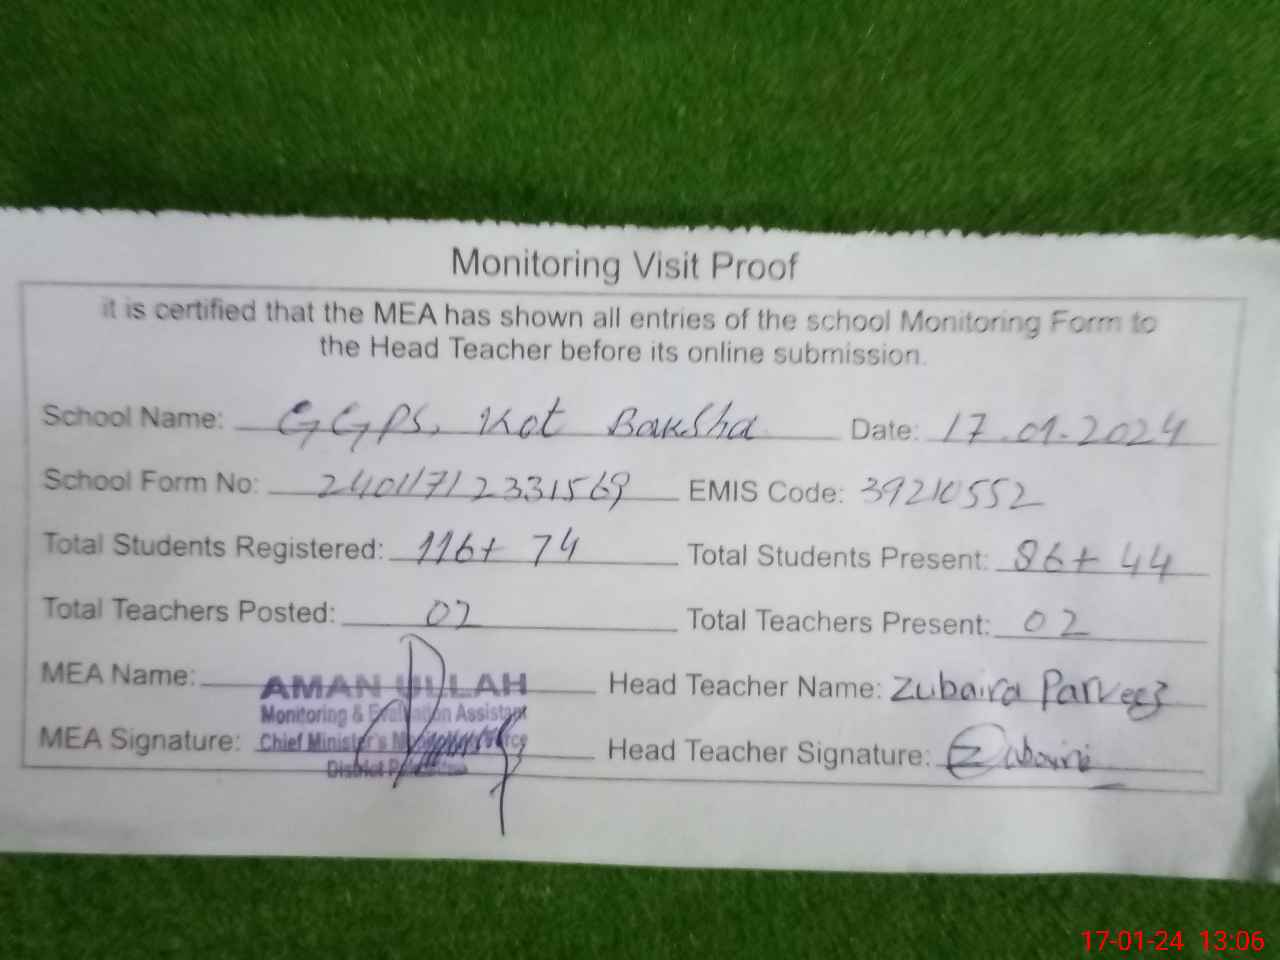 Monitoring Visit Proof
it is certified that the MEA has shown all entries of the school Monitoring Form to
the Head Teacher before its online submission.
School Name: GGPS, Kot Baksha Date: 17.01.2024
School Form No: 24011712331569 EMIS Code: 39210552
Total Students Registered: 116+ 74 Total Students Present: 86+ 44
Total Teachers Posted: 02 Total Teachers Present: 02
MEA Name: AMAN ULLAH Head Teacher Name: Zubaira Parveez
Monitoring & Evaluation Assistant
MEA Signature: Chief Minister's Monitoring Force Head Teacher Signature:
District
17-01-24 13:06